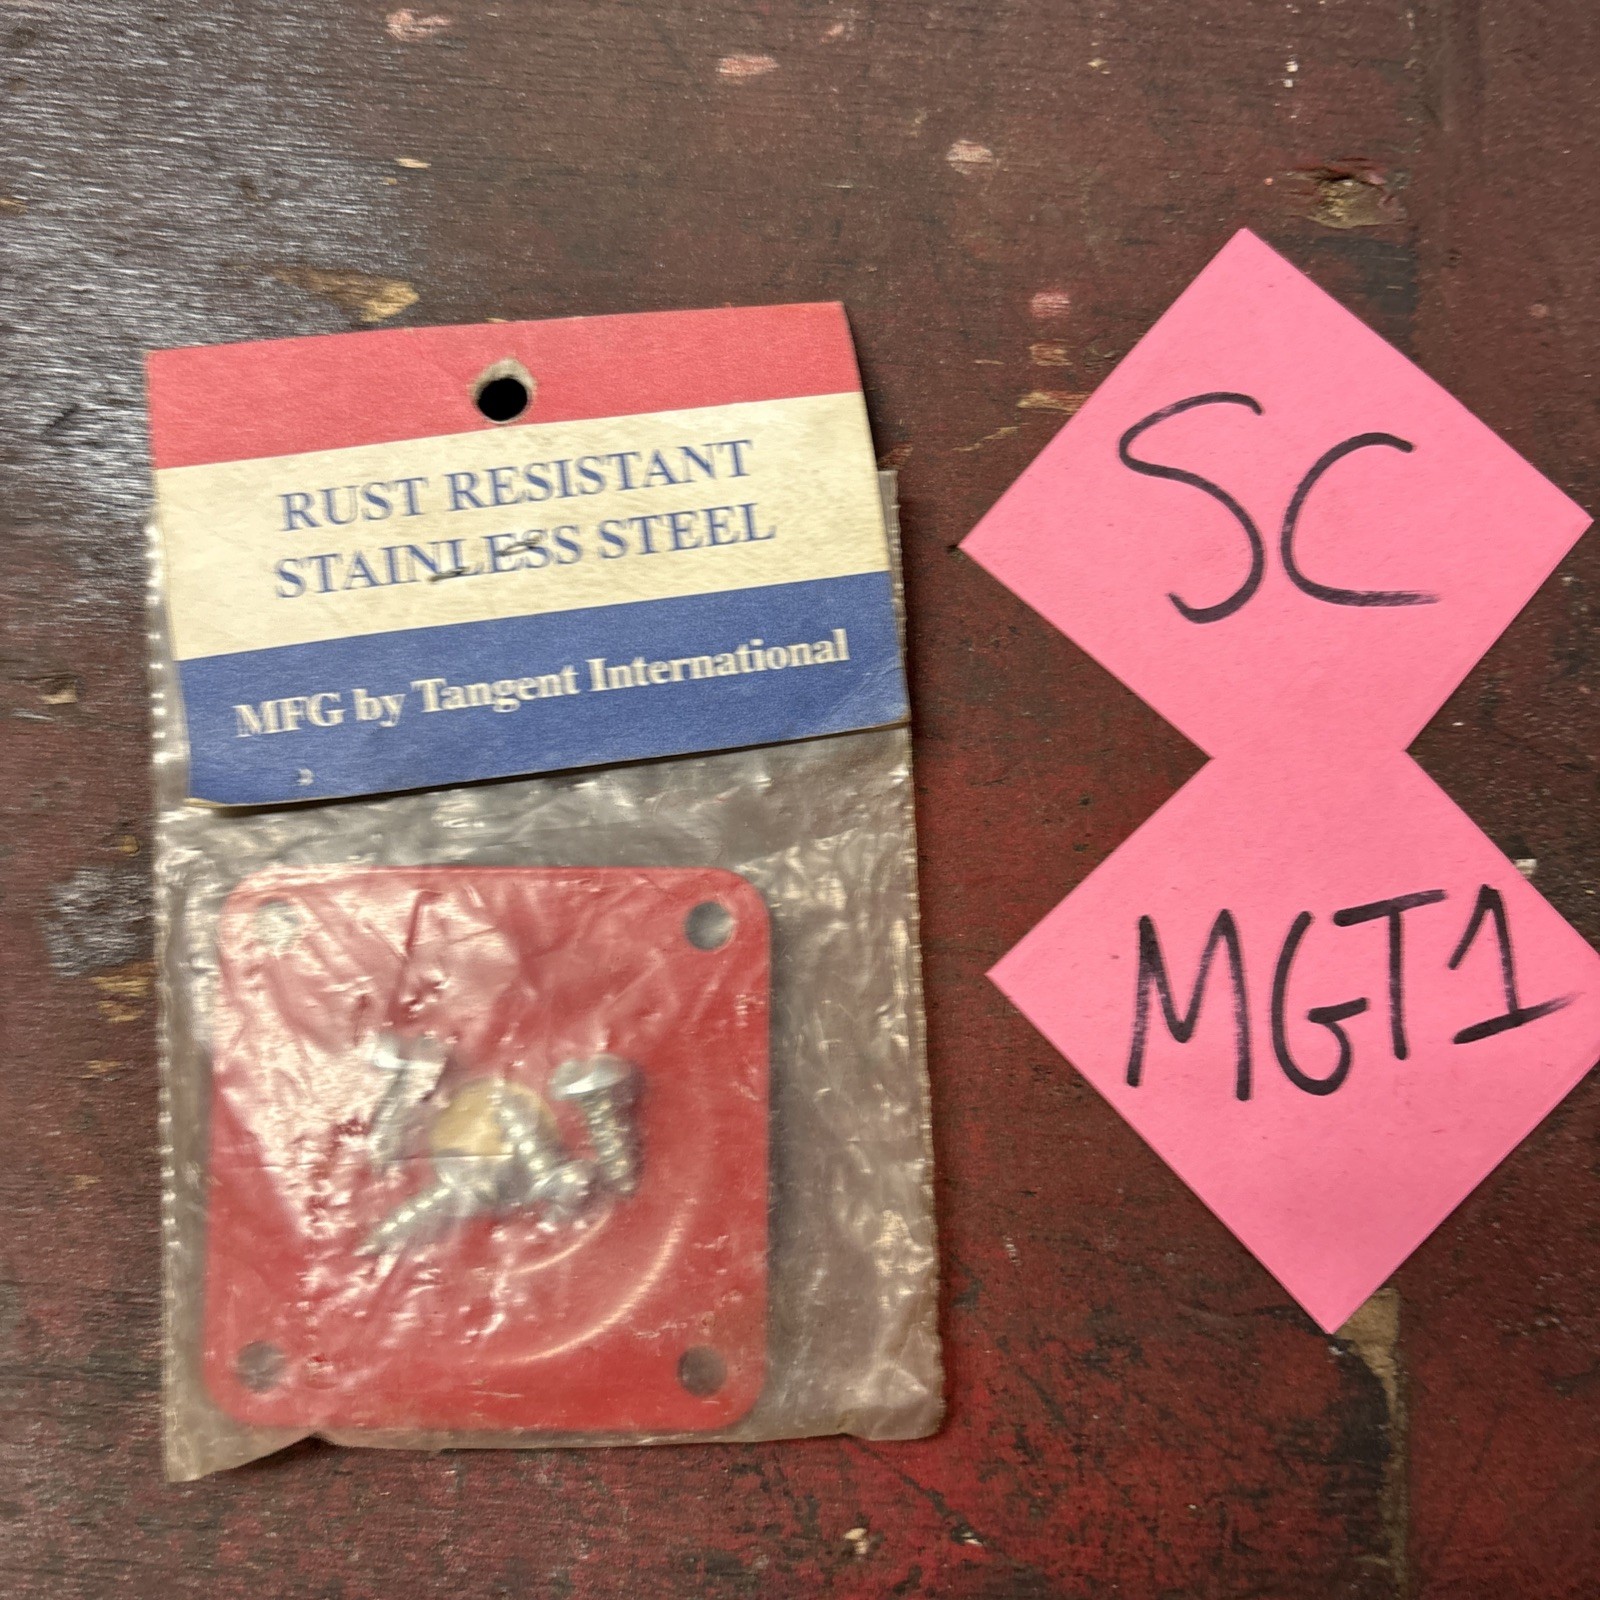 RUST RESISTANT
STAINLESS STEEL
MFG by Tangent International
SC
MGT1